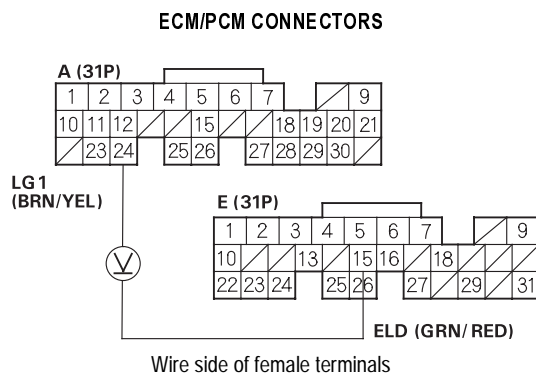 ECM/PCM CONNECTORS
A (31P)
1 2 3 4 5 6 7 9
10 11 12 15 18 19 20 21
23 24 25 26 27 28 29 30
LG1
(BRN/YEL)
E (31P)
1 2 3 4 5 6 7 9
10 13 15 16 18
22 23 24 25 26 27 29 31
V
ELD (GRN/RED)
Wire side of female terminals